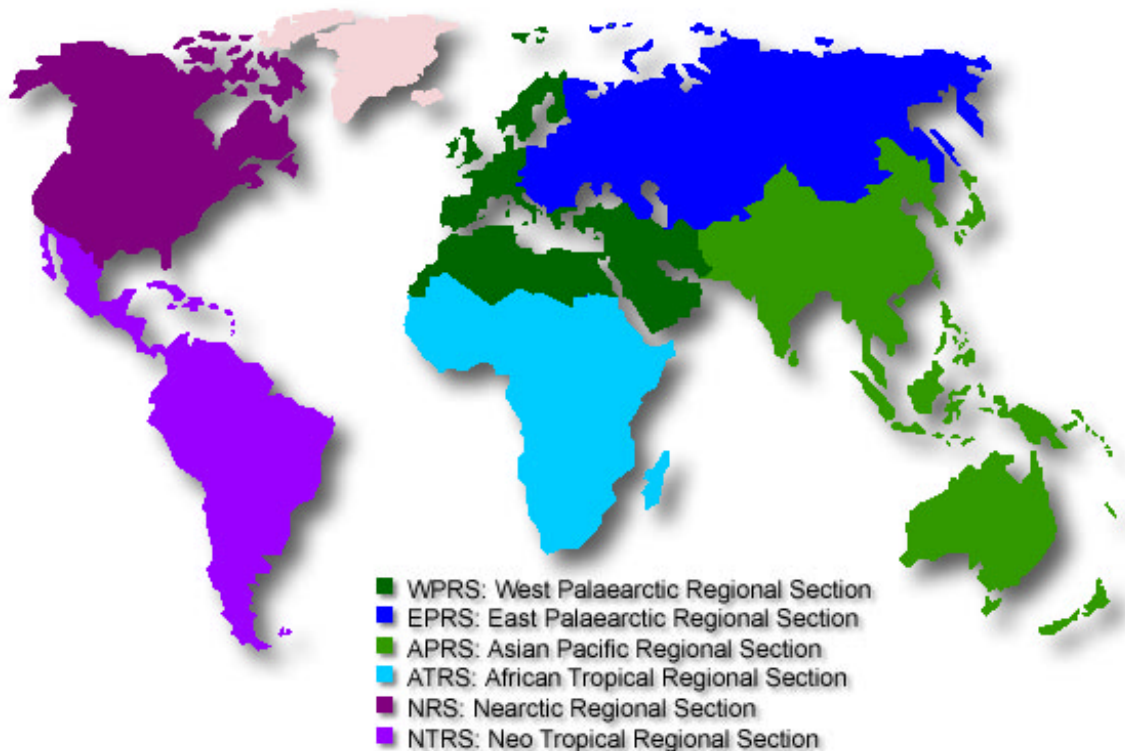 WPRS: West Palaearctic Regional Section
EPRS: East Palaearctic Regional Section
APRS: Asian Pacific Regional Section
ATRS: African Tropical Regional Section
NRS: Nearctic Regional Section
NTRS: Neo Tropical Regional Section